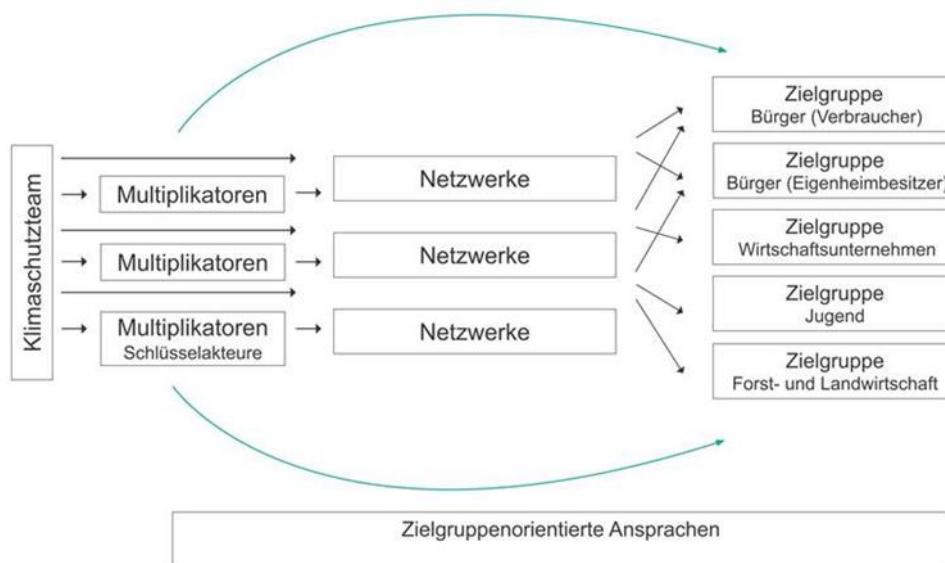 Klimaschutzteam
Multiplikatoren
Multiplikatoren
Multiplikatoren
Schlüsselakteure
Netzwerke
Netzwerke
Netzwerke
Zielgruppe
Bürger (Verbraucher)
Zielgruppe
Bürger (Eigenheimbesitzer)
Zielgruppe
Wirtschaftsunternehmen
Zielgruppe
Jugend
Zielgruppe
Forst- und Landwirtschaft
Zielgruppenorientierte Ansprachen